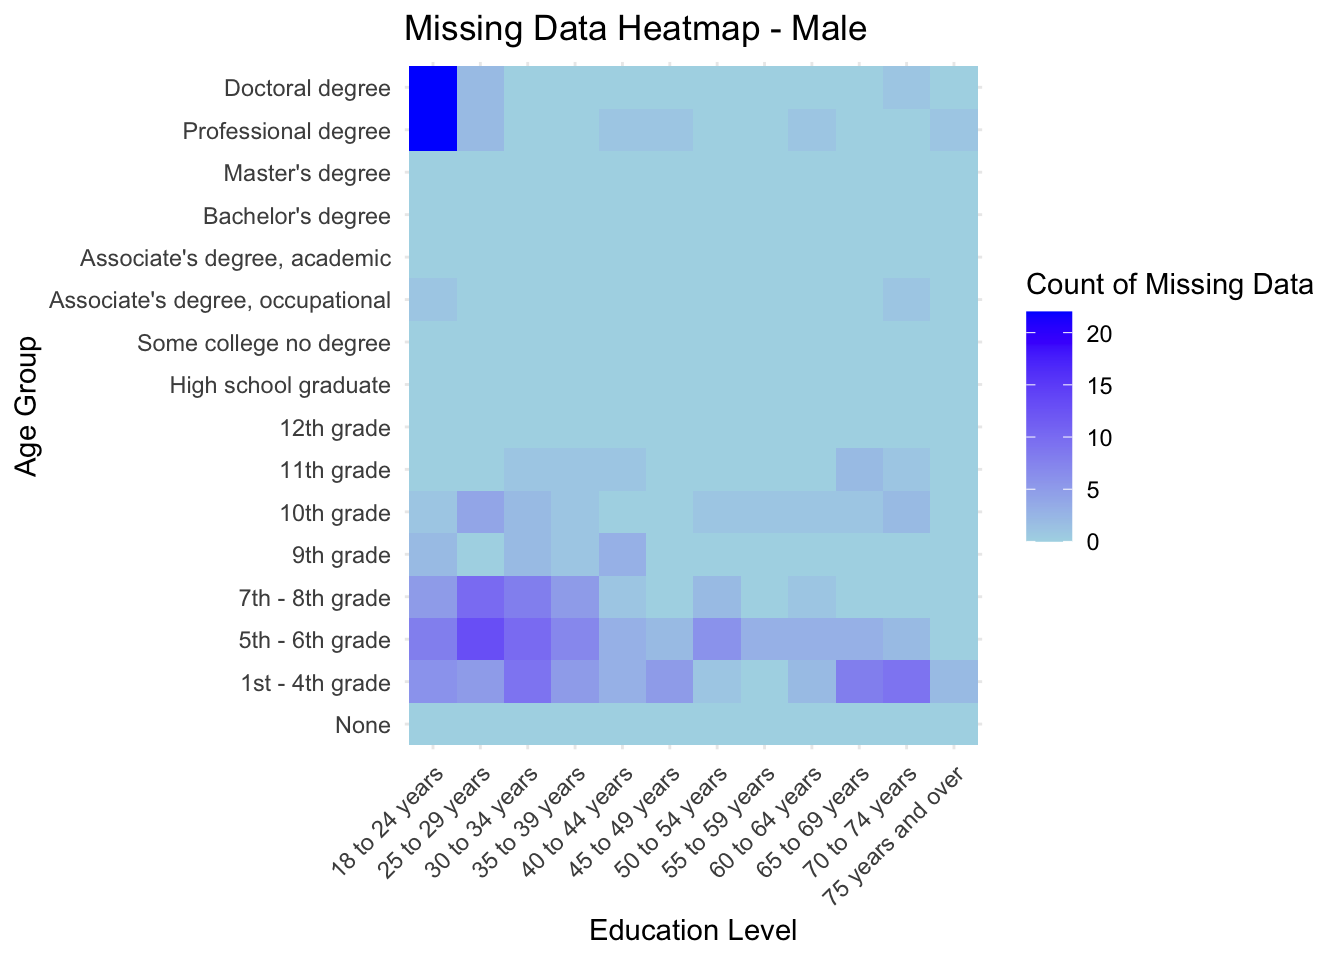 Missing Data Heatmap - Male
Doctoral degree
Professional degree
Master's degree
Bachelor's degree
Associate's degree, academic
Associate's degree, occupational
Some college no degree
High school graduate
12th grade
11th grade
10th grade
9th grade
7th - 8th grade
5th - 6th grade
1st - 4th grade
None
Age Group
18 to 24 years
25 to 29 years
30 to 34 years
35 to 39 years
40 to 44 years
45 to 49 years
50 to 54 years
55 to 59 years
60 to 64 years
65 to 69 years
70 to 74 years
75 years and over
Education Level
Count of Missing Data
20
15
10
5
0